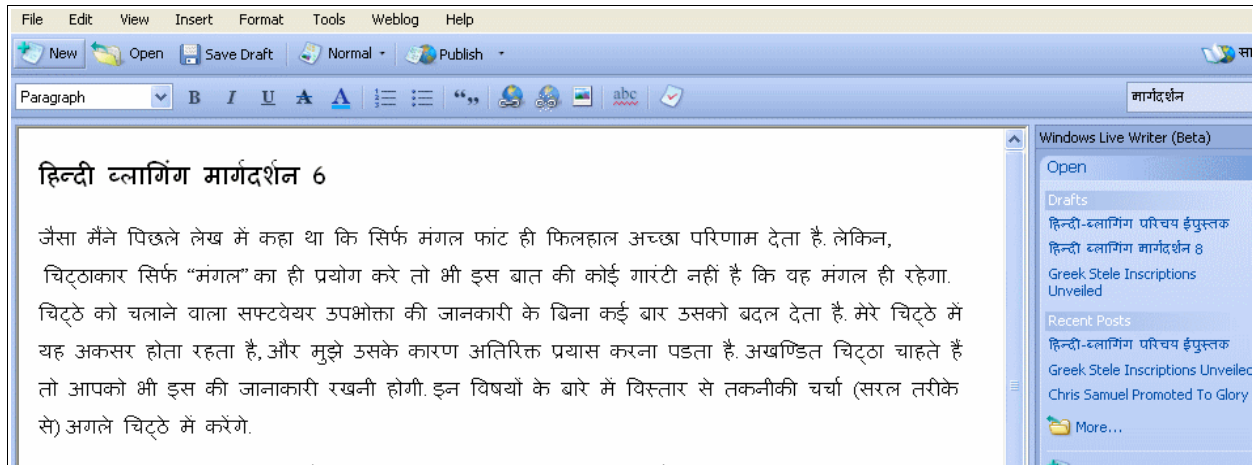 File Edit View Insert Format Tools Weblog Help
New Open Save Draft Normal Publish
Paragraph B I U A A abc
मार्गदर्शन
हिन्दी ब्लागिंग मार्गदर्शन 6
जैसा मैंने पिछले लेख में कहा था कि सिर्फ मंगल फांट ही फिलहाल अच्छा परिणाम देता है. लेकिन,
चिट्ठाकार सिर्फ “मंगल” का ही प्रयोग करे तो भी इस बात की कोई गारंटी नहीं है कि वह मंगल ही रहेगा.
चिट्ठे को चलाने वाला सफ्टवेयर उपभोक्ता की जानकारी के बिना कई बार उसको बदल देता है. मेरे चिट्ठे में
यह अकसर होता रहता है, और मुझे उसके कारण अतिरिक्त प्रयास करना पडता है. अखण्डित चिट्ठा चाहते हैं
तो आपको भी इस की जानाकारी रखनी होगी. इन विषयों के बारे में विस्तार से तकनीकी चर्चा (सरल तरीके
से) अगले चिट्ठे में करेंगे.
Windows Live Writer (Beta)
Open
Drafts
हिन्दी-ब्लागिंग परिचय ईपुस्तक
हिन्दी ब्लागिंग मार्गदर्शन 8
Greek Stele Inscriptions
Unveiled
Recent Posts
हिन्दी-ब्लागिंग परिचय ईपुस्तक
Greek Stele Inscriptions Unveiled
Chris Samuel Promoted To Glory
More...